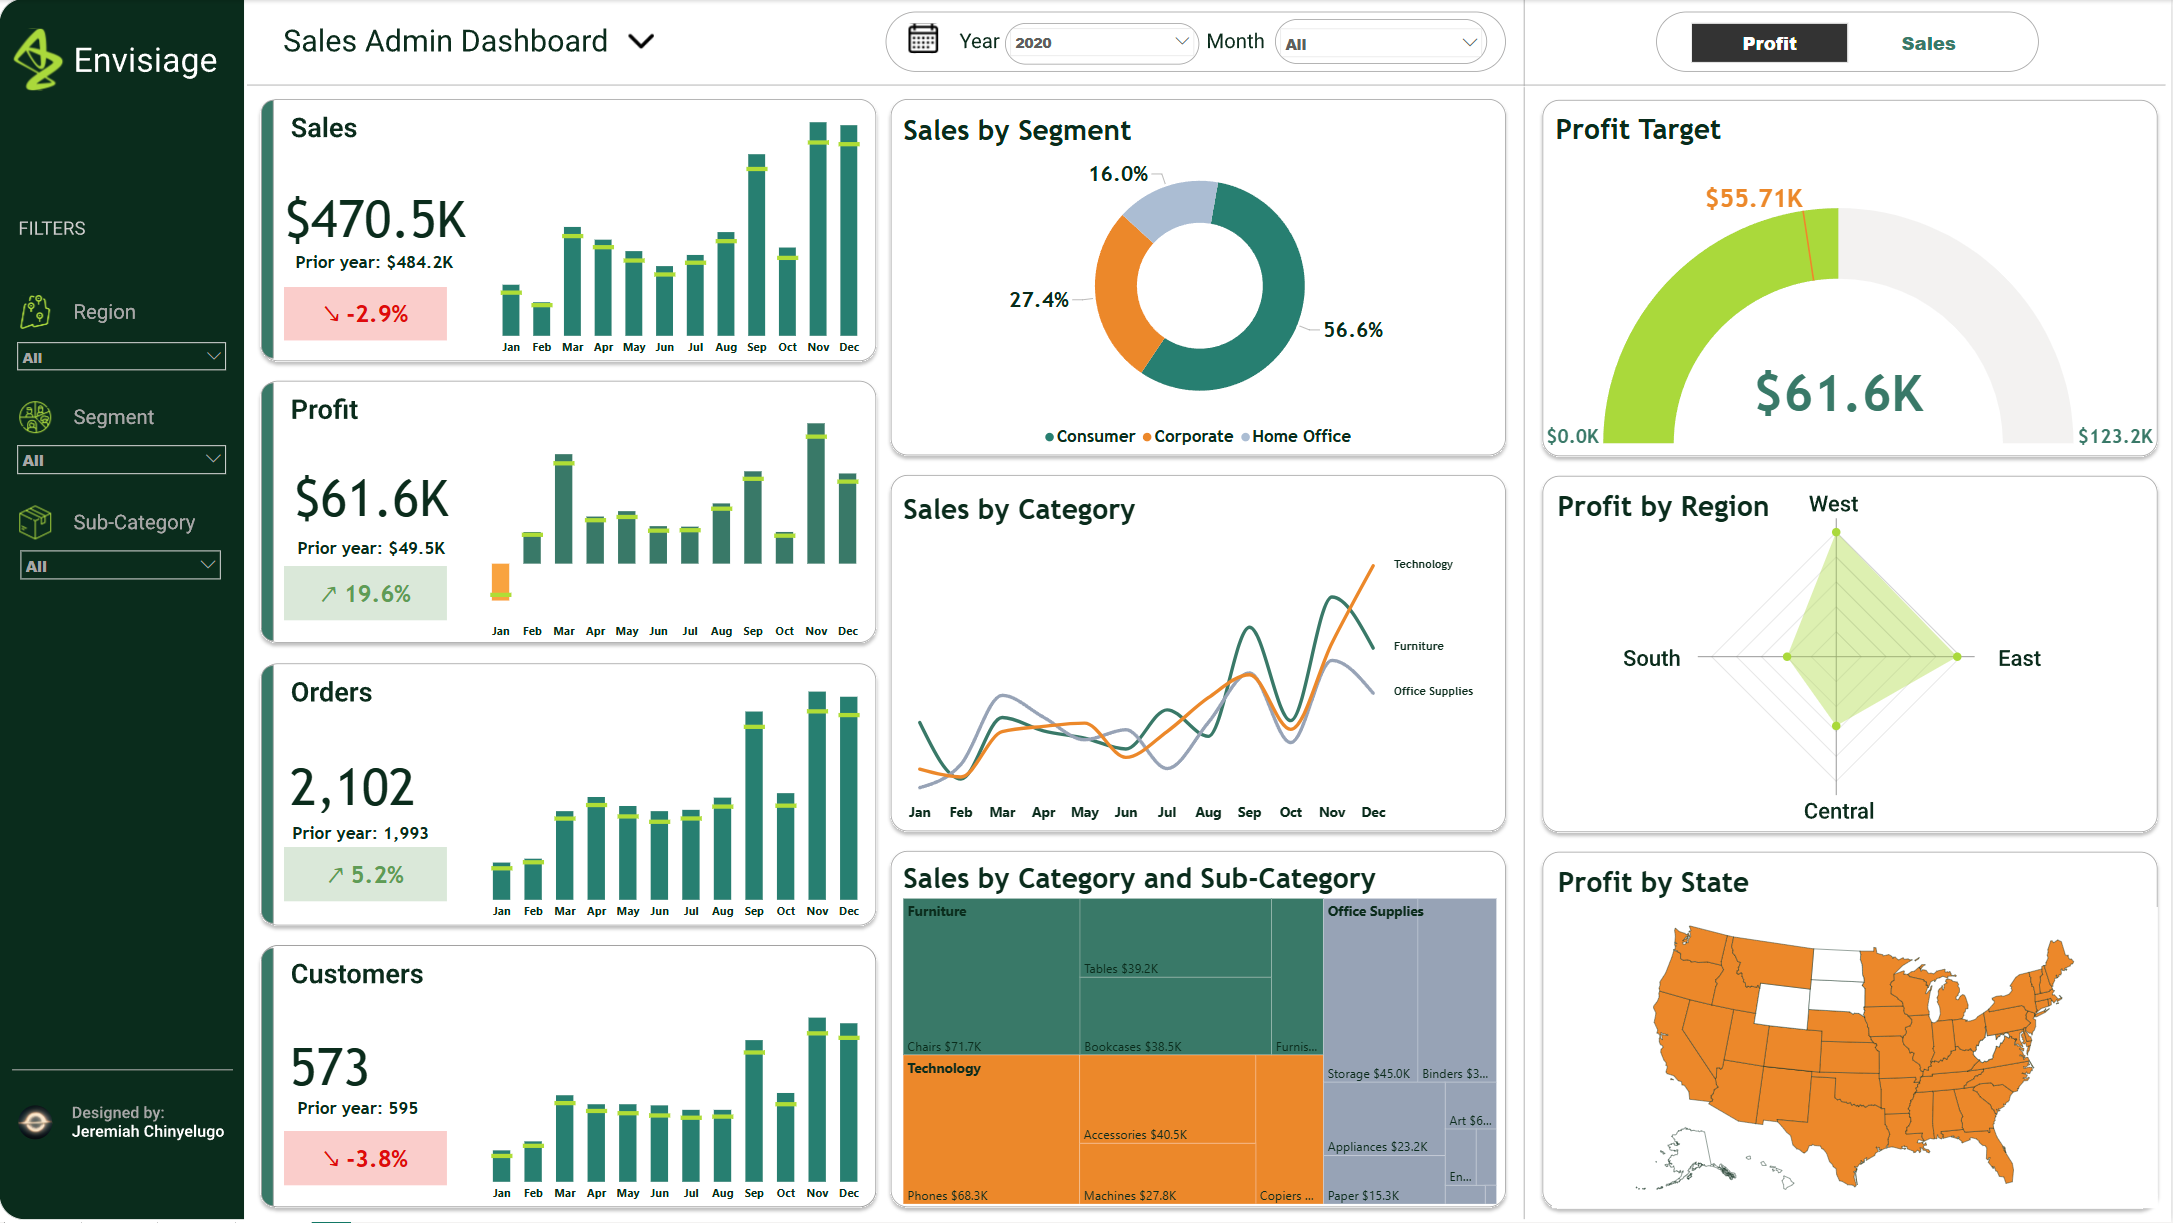 Envisiage
Sales Admin Dashboard
Year 2020 Month All
Profit Sales
FILTERS
Region
All
Segment
All
Sub-Category
All
Designed by:
Jeremiah Chinyelugo
Sales
$470.5K
Prior year: $484.2K
↘ -2.9%
Jan Feb Mar Apr May Jun Jul Aug Sep Oct Nov Dec
Profit
$61.6K
Prior year: $49.5K
↗ 19.6%
Jan Feb Mar Apr May Jun Jul Aug Sep Oct Nov Dec
Orders
2,102
Prior year: 1,993
↗ 5.2%
Jan Feb Mar Apr May Jun Jul Aug Sep Oct Nov Dec
Customers
573
Prior year: 595
↘ -3.8%
Jan Feb Mar Apr May Jun Jul Aug Sep Oct Nov Dec
Sales by Segment
16.0%
27.4%
56.6%
Consumer Corporate Home Office
Sales by Category
Technology
Furniture
Office Supplies
Jan Feb Mar Apr May Jun Jul Aug Sep Oct Nov Dec
Sales by Category and Sub-Category
Furniture
Tables $39.2K
Chairs $71.7K
Bookcases $38.5K
Furnis...
Technology
Accessories $40.5K
Phones $68.3K
Machines $27.8K
Copiers ...
Office Supplies
Storage $45.0K
Binders $3...
Art $6...
Appliances $23.2K
En...
Paper $15.3K
Profit Target
$55.71K
$61.6K
$0.0K
$123.2K
Profit by Region
West
South
East
Central
Profit by State